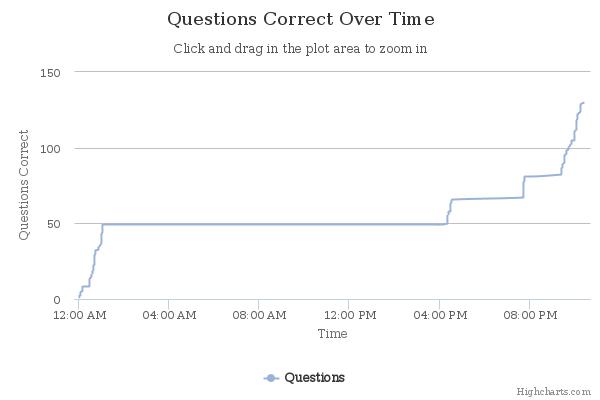 Questions Correct Over Time
Click and drag in the plot area to zoom in
Questions Correct
150
100
50
0
12:00 AM 04:00 AM 08:00 AM 12:00 PM 04:00 PM 08:00 PM
Time
Questions
Highcharts.com